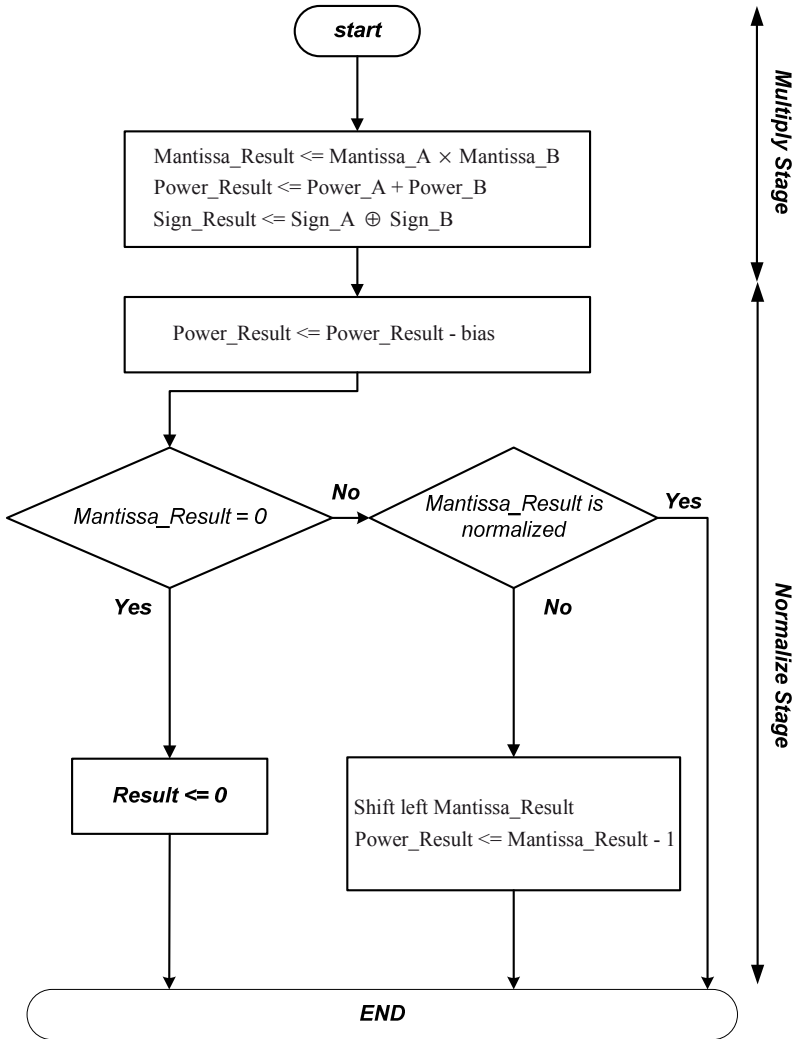 start
Multiply Stage
Mantissa_Result <= Mantissa_A × Mantissa_B
Power_Result <= Power_A + Power_B
Sign_Result <= Sign_A ⊕ Sign_B
Power_Result <= Power_Result - bias
Mantissa_Result = 0
No
Mantissa_Result is
normalized
Yes
Yes
No
Normalize Stage
Result <= 0
Shift left Mantissa_Result
Power_Result <= Mantissa_Result - 1
END